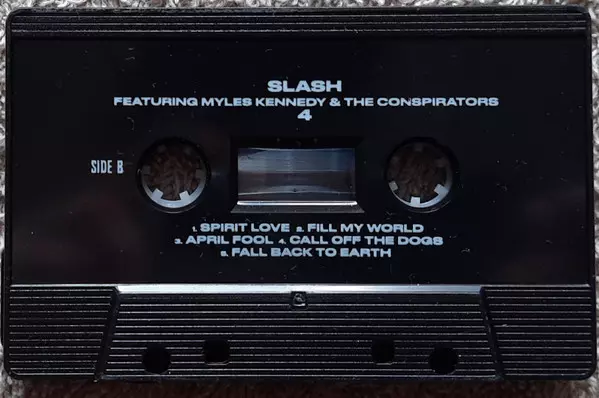 SLASH
FEATURING MYLES KENNEDY & THE CONSPIRATORS
4
SIDE B
1. SPIRIT LOVE 2. FILL MY WORLD
3. APRIL FOOL 4. CALL OFF THE DOGS
5. FALL BACK TO EARTH